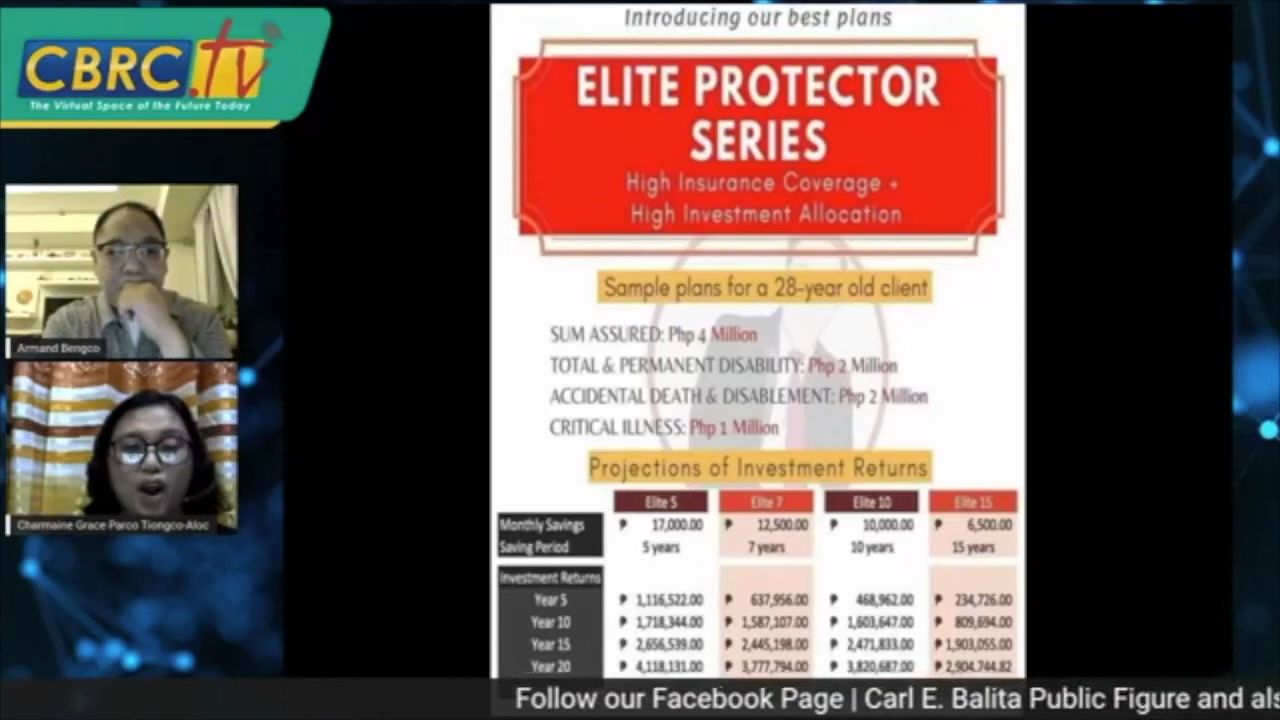 CBRC.tv
The Virtual Space of the Future Today
Armand Bengco
Charmaine Grace Parco Tiongco-Aloc
Introducing our best plans
ELITE PROTECTOR
SERIES
High Insurance Coverage +
High Investment Allocation
Sample plans for a 28-year old client
SUM ASSURED: Php 4 Million
TOTAL & PERMANENT DISABILITY: Php 2 Million
ACCIDENTAL DEATH & DISABLEMENT: Php 2 Million
CRITICAL ILLNESS: Php 1 Million
Projections of Investment Returns
Elite 5 Elite 7 Elite 10 Elite 15
Monthly Savings ₱ 17,000.00 ₱ 12,500.00 ₱ 10,000.00 ₱ 6,500.00
Saving Period 5 years 7 years 10 years 15 years
Investment Returns
Year 5 ₱ 1,116,522.00 ₱ 637,956.00 ₱ 468,962.00 ₱ 234,726.00
Year 10 ₱ 1,718,344.00 ₱ 1,587,107.00 ₱ 1,603,647.00 ₱ 809,694.00
Year 15 ₱ 2,656,539.00 ₱ 2,445,198.00 ₱ 2,471,833.00 ₱ 1,903,055.00
Year 20 ₱ 4,118,131.00 ₱ 3,777,794.00 ₱ 3,820,687.00 ₱ 2,904,744.82
Follow our Facebook Page | Carl E. Balita Public Figure and als